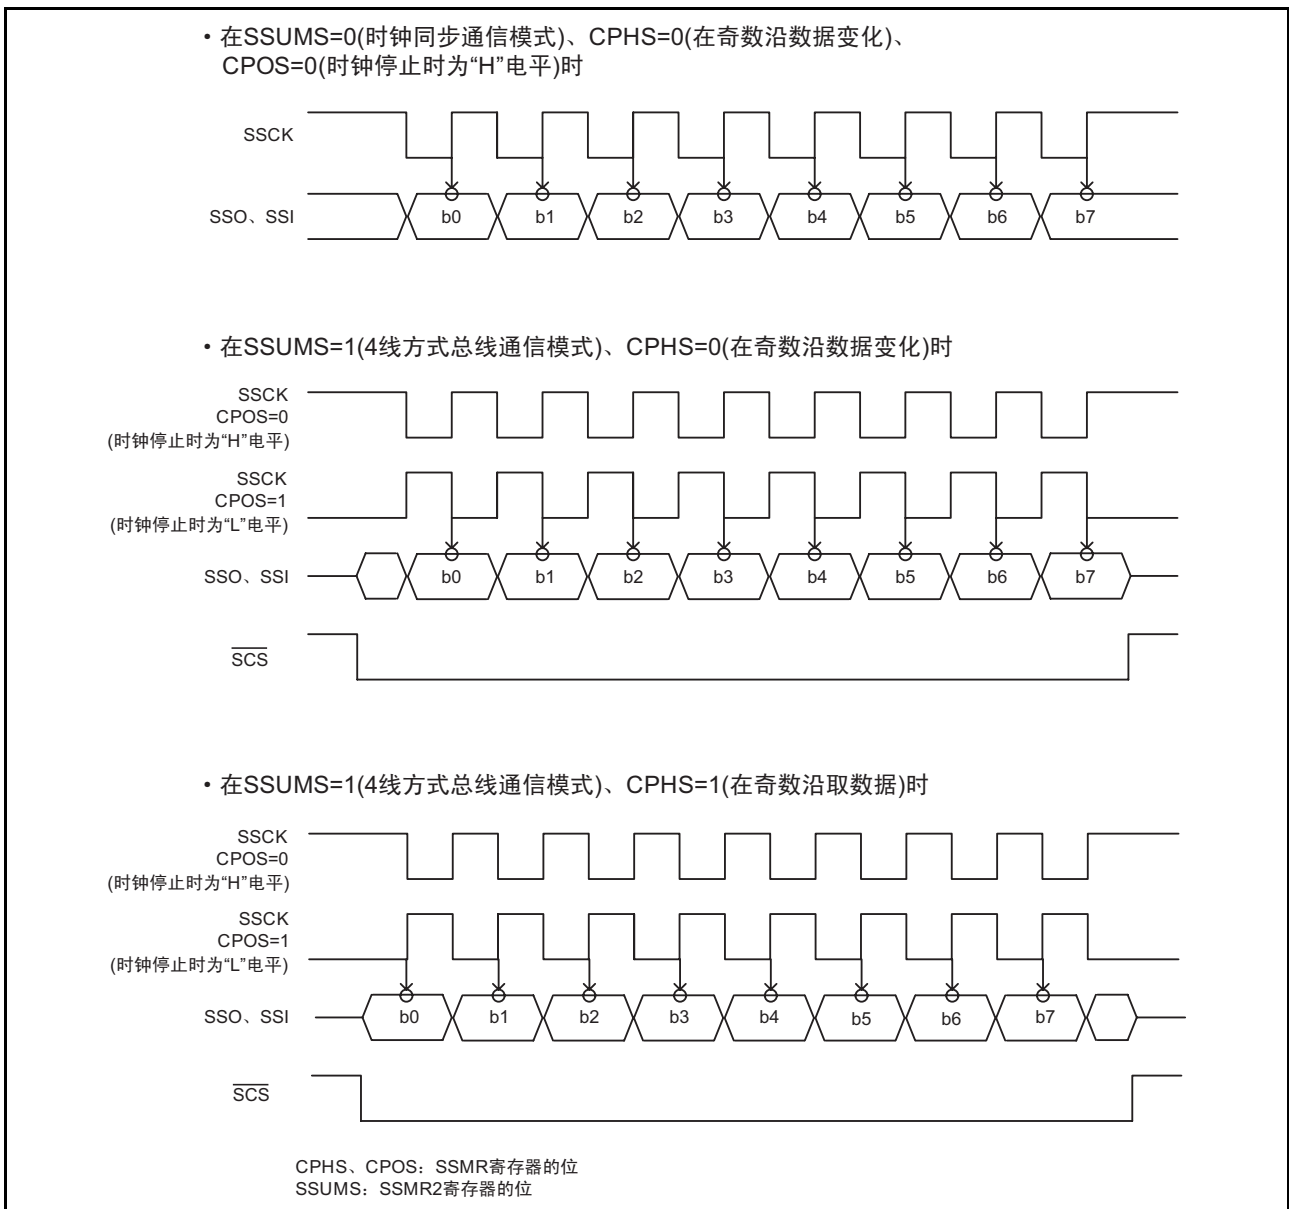 ・在SSUMS=0(时钟同步通信模式)、CPHS=0(在奇数沿数据变化)、
CPOS=0(时钟停止时为“H”电平)时
SSCK
SSO、SSI
b0 b1 b2 b3 b4 b5 b6 b7
・在SSUMS=1(4线方式总线通信模式)、CPHS=0(在奇数沿数据变化)时
SSCK
CPOS=0
(时钟停止时为“H”电平)
SSCK
CPOS=1
(时钟停止时为“L”电平)
SSO、SSI
b0 b1 b2 b3 b4 b5 b6 b7
SCS
・在SSUMS=1(4线方式总线通信模式)、CPHS=1(在奇数沿取数据)时
SSCK
CPOS=0
(时钟停止时为“H”电平)
SSCK
CPOS=1
(时钟停止时为“L”电平)
SSO、SSI
b0 b1 b2 b3 b4 b5 b6 b7
SCS
CPHS、CPOS：SSMR寄存器的位
SSUMS：SSMR2寄存器的位